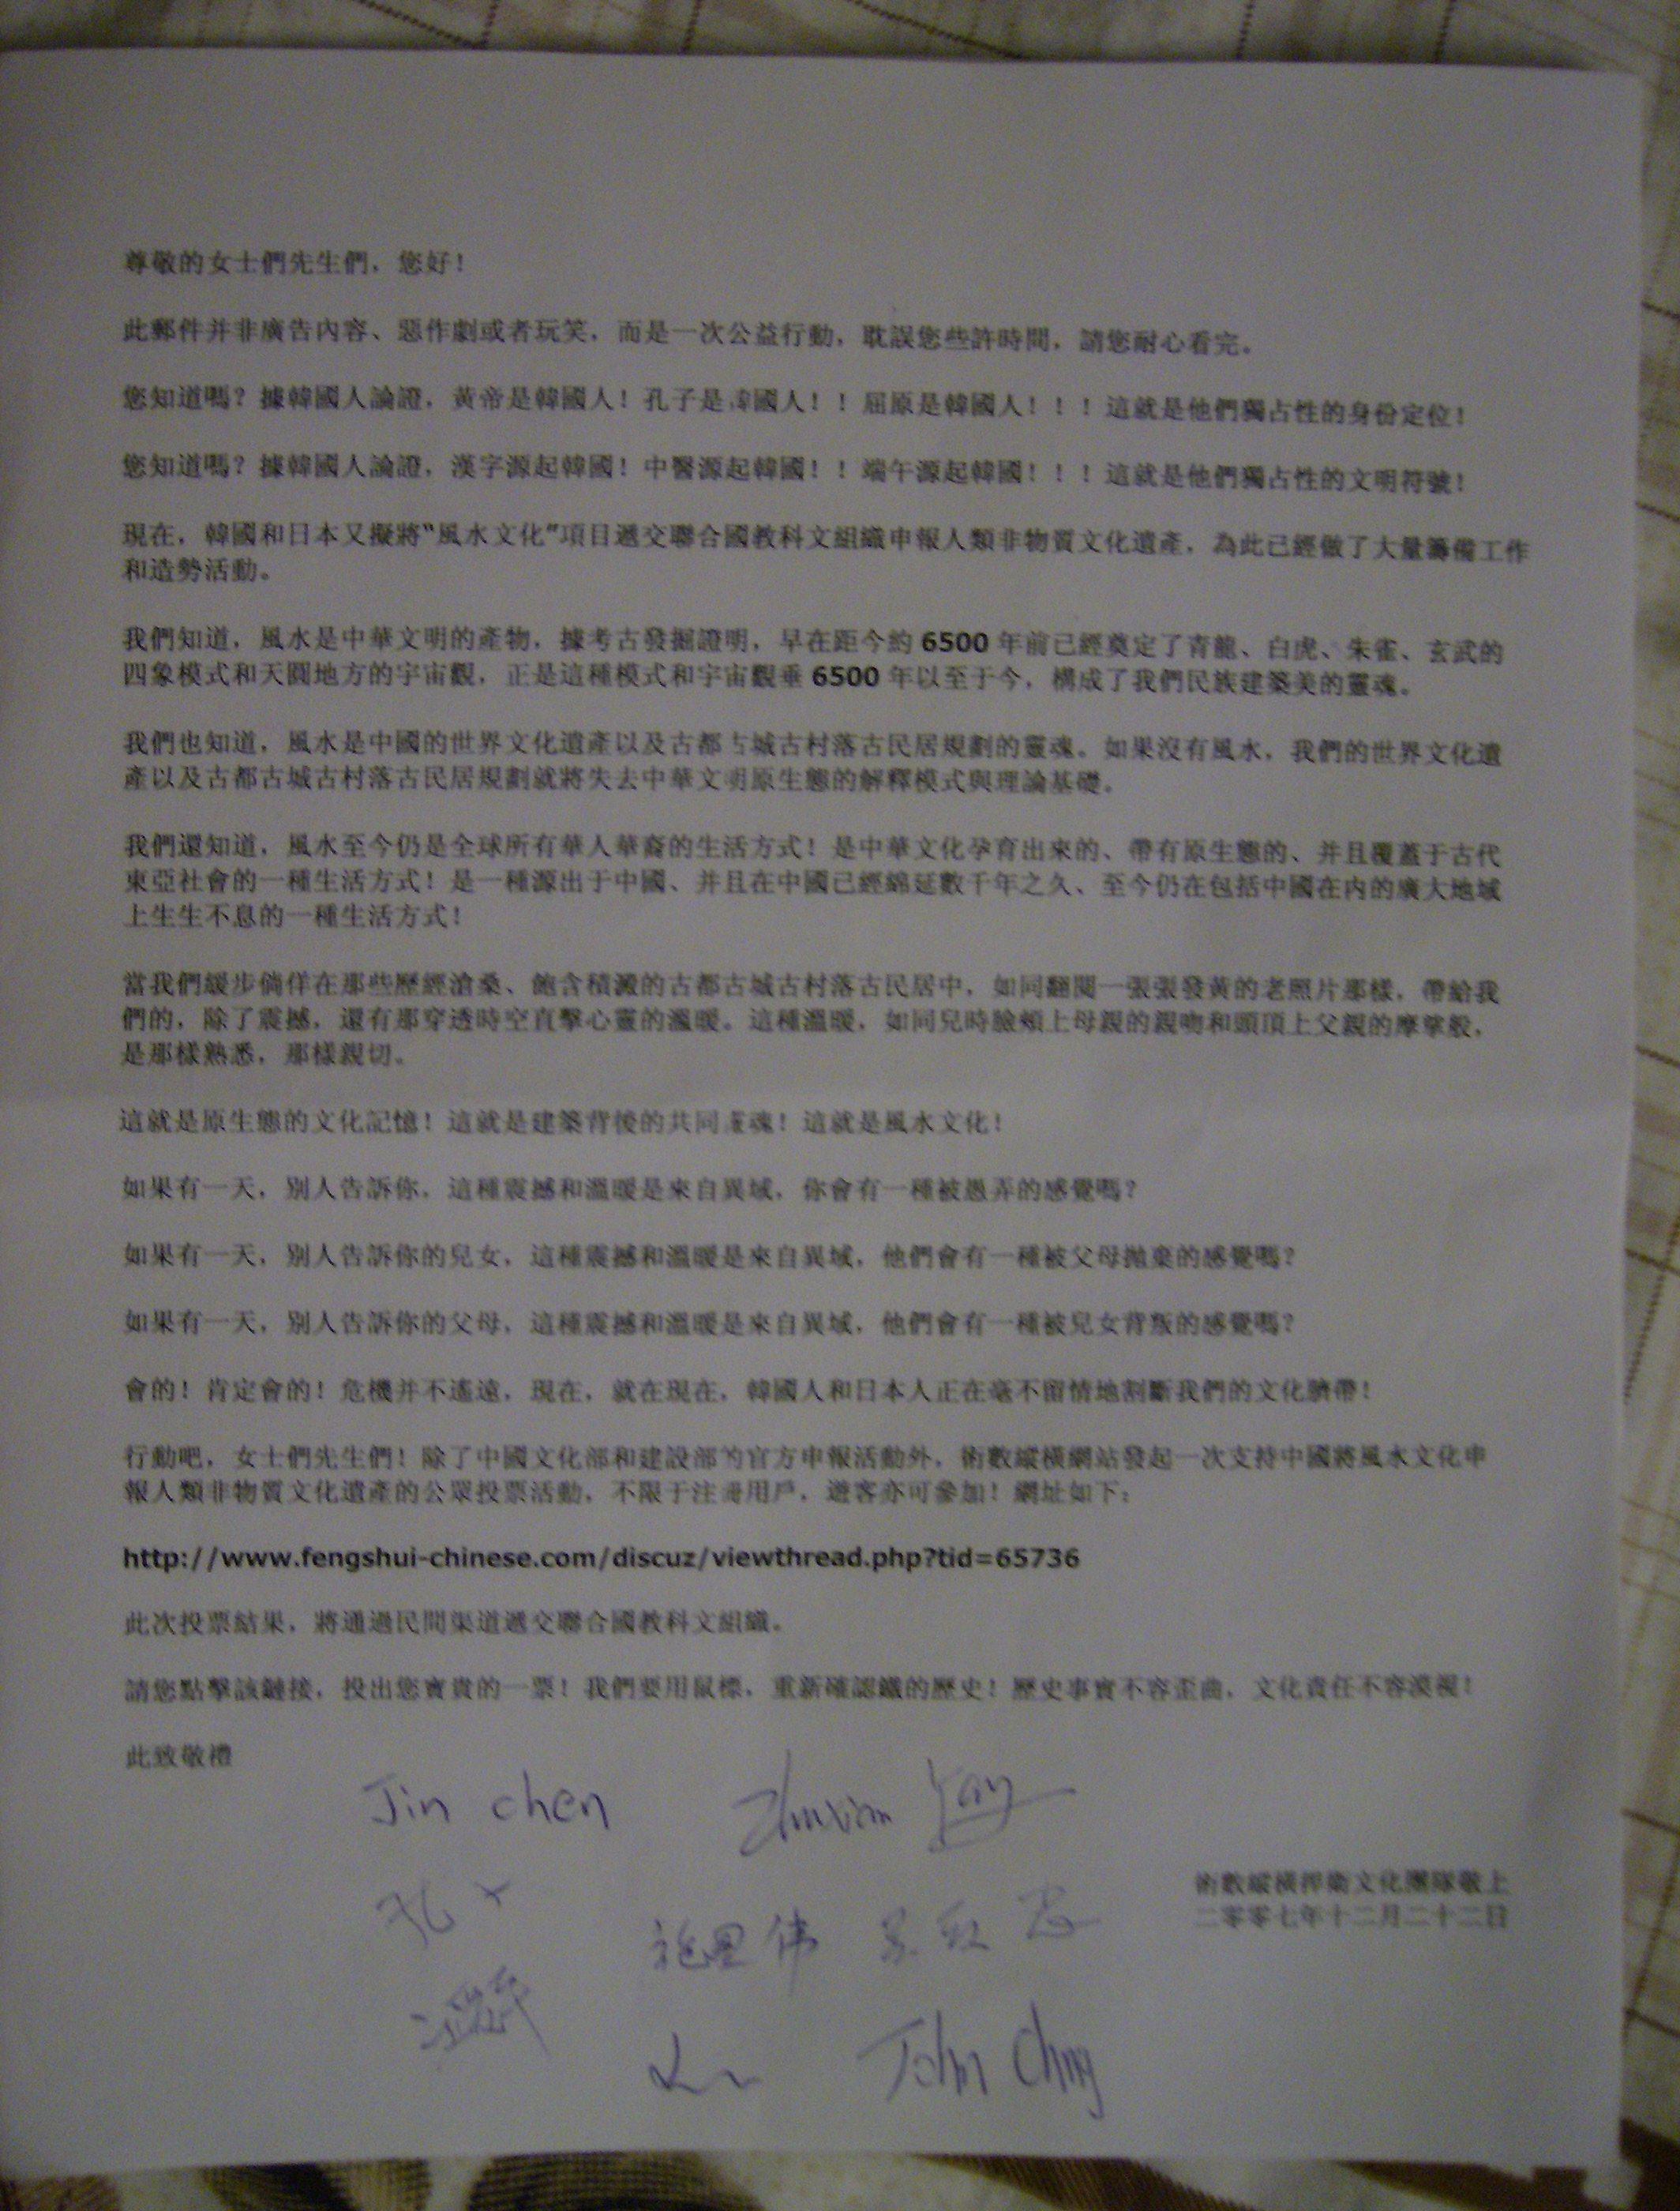 尊敬的女士們先生們，您好！
此郵件并非廣告內容、惡作劇或者玩笑，而是一次公益行動，耽誤您些許時間，請您耐心看完。
您知道嗎？據韓國人論證，黃帝是韓國人！孔子是韓國人！！屈原是韓國人！！！這就是他們獨占性的身份定位！
您知道嗎？據韓國人論證，漢字源起韓國！中醫源起韓國！！端午源起韓國！！！這就是他們獨占性的文明符號！
現在，韓國和日本又擬將“風水文化”項目遞交聯合國教科文組織申報人類非物質文化遺產，為此已經做了大量籌備工作
和造勢活動。
我們知道，風水是中華文明的產物，據考古發掘證明，早在距今約 6500 年前已經奠定了青龍、白虎、朱雀、玄武的
四象模式和天圓地方的宇宙觀，正是這種模式和宇宙觀垂 6500 年以至于今，構成了我們民族建築美的靈魂。
我們也知道，風水是中國的世界文化遺產以及古都古城古村落古民居規劃的靈魂。如果沒有風水，我們的世界文化遺
產以及古都古城古村落古民居規劃就將失去中華文明原生態的解釋模式與理論基礎。
我們還知道，風水至今仍是全球所有華人華裔的生活方式！是中華文化孕育出來的、帶有原生態的、并且覆蓋于古代
東亞社會的一種生活方式！是一種源出于中國、并且在中國已經綿延數千年之久、至今仍在包括中國在内的廣大地域
上生生不息的一種生活方式！
當我們緩步徜徉在那些歷經滄桑、飽含積澱的古都古城古村落古民居中，如同翻閱一張張發黃的老照片那樣，帶給我
們的，除了震撼，還有那穿透時空直擊心靈的溫暖。這種溫暖，如同兒時臉頰上母親的親吻和頭頂上父親的摩挲般，
是那樣熟悉，那樣親切。
這就是原生態的文化記憶！這就是建築背後的共同靈魂！這就是風水文化！
如果有一天，別人告訴你，這種震撼和溫暖是來自異域，你會有一種被愚弄的感覺嗎？
如果有一天，別人告訴你的兒女，這種震撼和溫暖是來自異域，他們會有一種被父母拋棄的感覺嗎？
如果有一天，別人告訴你的父母，這種震撼和溫暖是來自異域，他們會有一種被兒女背叛的感覺嗎？
會的！肯定會的！危機并不遙遠，現在，就在現在，韓國人和日本人正在毫不留情地割斷我們的文化臍帶！
行動吧，女士們先生們！除了中國文化部和建設部的官方申報活動外，術數縱橫網站發起一次支持中國將風水文化申
報人類非物質文化遺產的公眾投票活動，不限于注冊用戶，遊客亦可參加！網址如下：
http://www.fengshui-chinese.com/discuz/viewthread.php?tid=65736
此次投票結果，將通過民間渠道遞交聯合國教科文組織。
請您點擊該鏈接，投出您寶貴的一票！我們要用鼠標，重新確認鐵的歷史！歷史事實不容歪曲，文化責任不容漠視！
此致敬禮
Jin chen
術數縱橫捍衛文化團隊敬上
二零零七年十二月二十二日
John